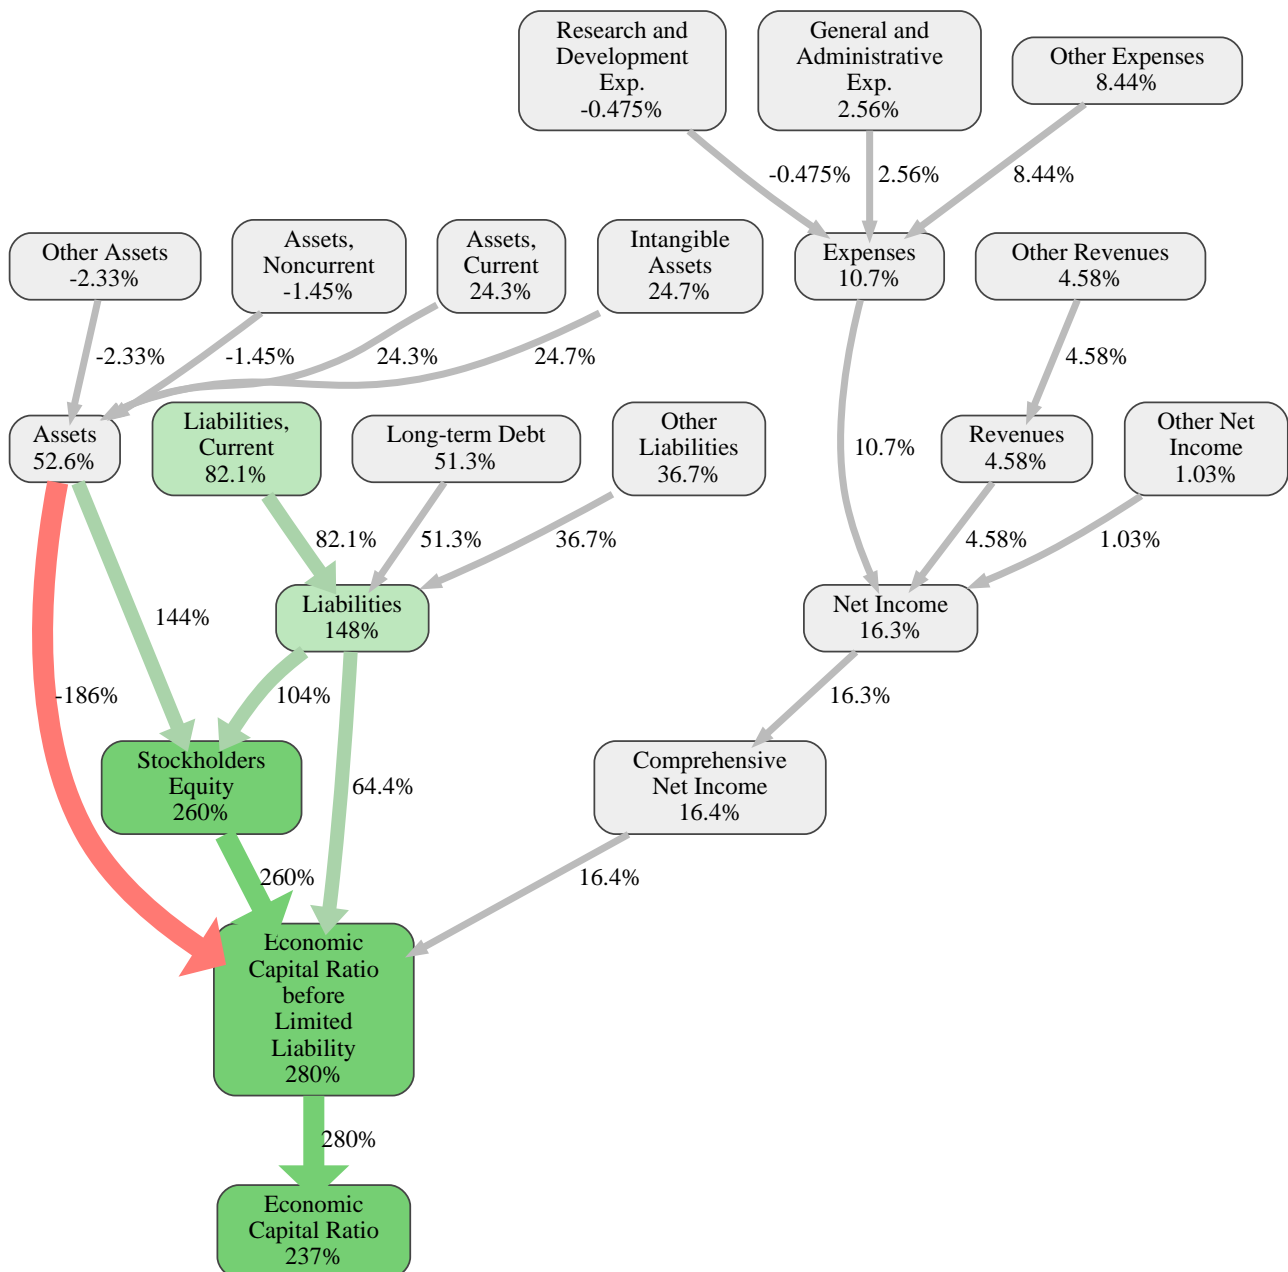 Research and
Development
Exp.
-0.475%
General and
Administrative
Exp.
2.56%
Other Expenses
8.44%
-0.475%
2.56%
8.44%
Other Assets
-2.33%
Assets,
Noncurrent
-1.45%
Assets,
Current
24.3%
Intangible
Assets
24.7%
Expenses
10.7%
Other Revenues
4.58%
-2.33%
-1.45%
24.3%
24.7%
4.58%
Assets
52.6%
Liabilities,
Current
82.1%
Long-term Debt
51.3%
Other
Liabilities
36.7%
10.7%
Revenues
4.58%
Other Net
Income
1.03%
82.1%
51.3%
36.7%
4.58%
1.03%
Liabilities
148%
Net Income
16.3%
144%
-186%
104%
16.3%
Stockholders
Equity
260%
64.4%
Comprehensive
Net Income
16.4%
260%
16.4%
Economic
Capital Ratio
before
Limited
Liability
280%
280%
Economic
Capital Ratio
237%